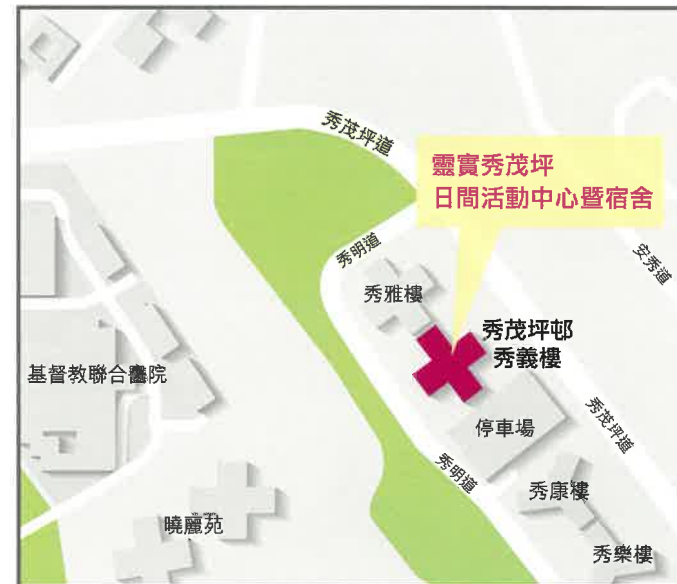 秀茂坪道
靈實秀茂坪
日間活動中心暨宿舍
安秀道
秀明道
秀雅樓
秀茂坪邨
秀義樓
基督教聯合醫院
秀茂坪道
停車場
秀明道
秀康樓
曉麗苑
秀樂樓